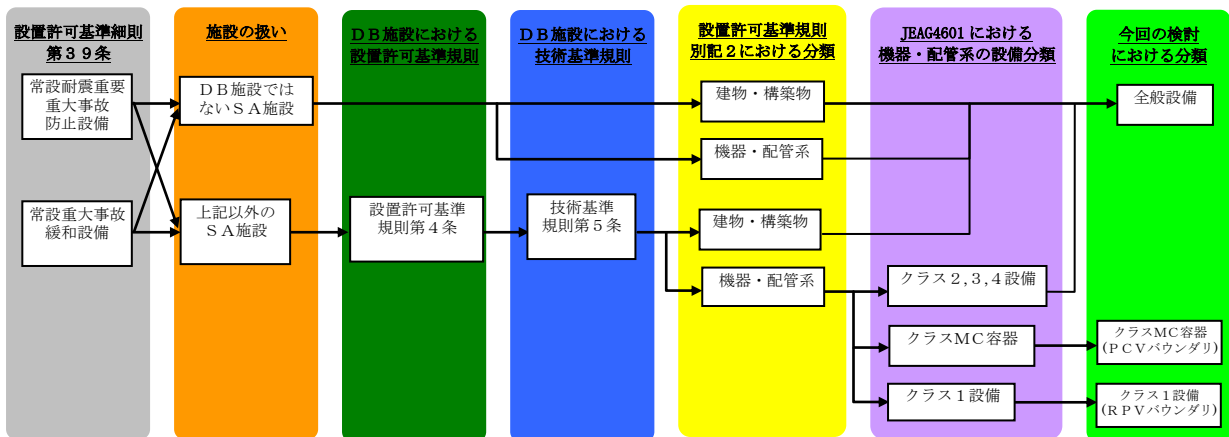 設置許可基準細則
第３９条
常設耐震重要
重大事故
防止設備
常設重大事故
緩和設備
施設の扱い
ＤＢ施設では
ないＳＡ施設
上記以外の
ＳＡ施設
ＤＢ施設における
設置許可基準規則
設置許可基準
規則第４条
ＤＢ施設における
技術基準規則
技術基準
規則第５条
設置許可基準規則
別記２における分類
建物・構築物
機器・配管系
建物・構築物
機器・配管系
JEAG4601における
機器・配管系の設備分類
クラス２,３,４設備
クラスＭＣ容器
クラス１設備
今回の検討
における分類
全般設備
クラスＭＣ容器
(ＰＣＶバウンダリ)
クラス１設備
(ＲＰＶバウンダリ)